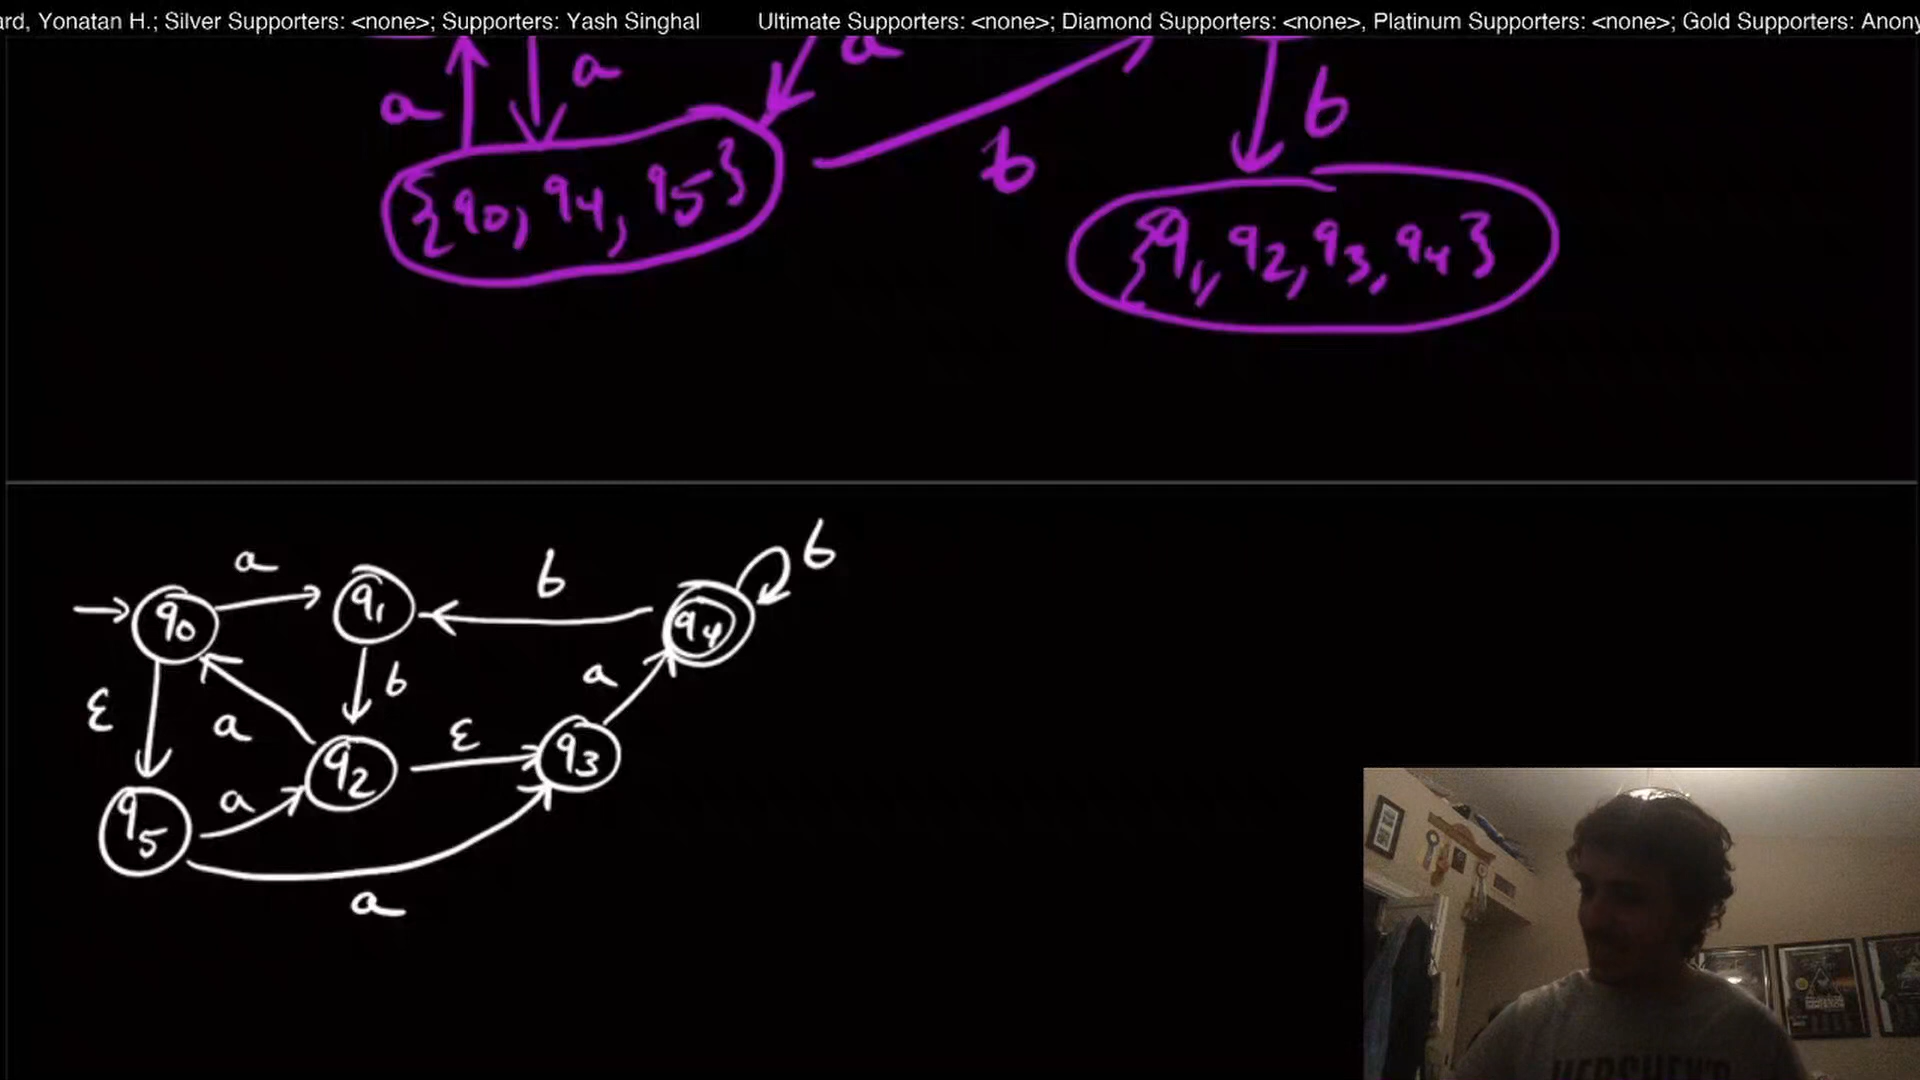 ard, Yonatan H.; Silver Supporters: <none>; Supporters: Yash Singhal Ultimate Supporters: <none>; Diamond Supporters: <none>, Platinum Supporters: <none>; Gold Supporters: Anony
a a a b b
{q0, q4, q5}
{q1, q2, q3, q4}
a b b
q0 q1 q4
ε a b a
q2 ε q3
q5 a
a
HERSHEY'S